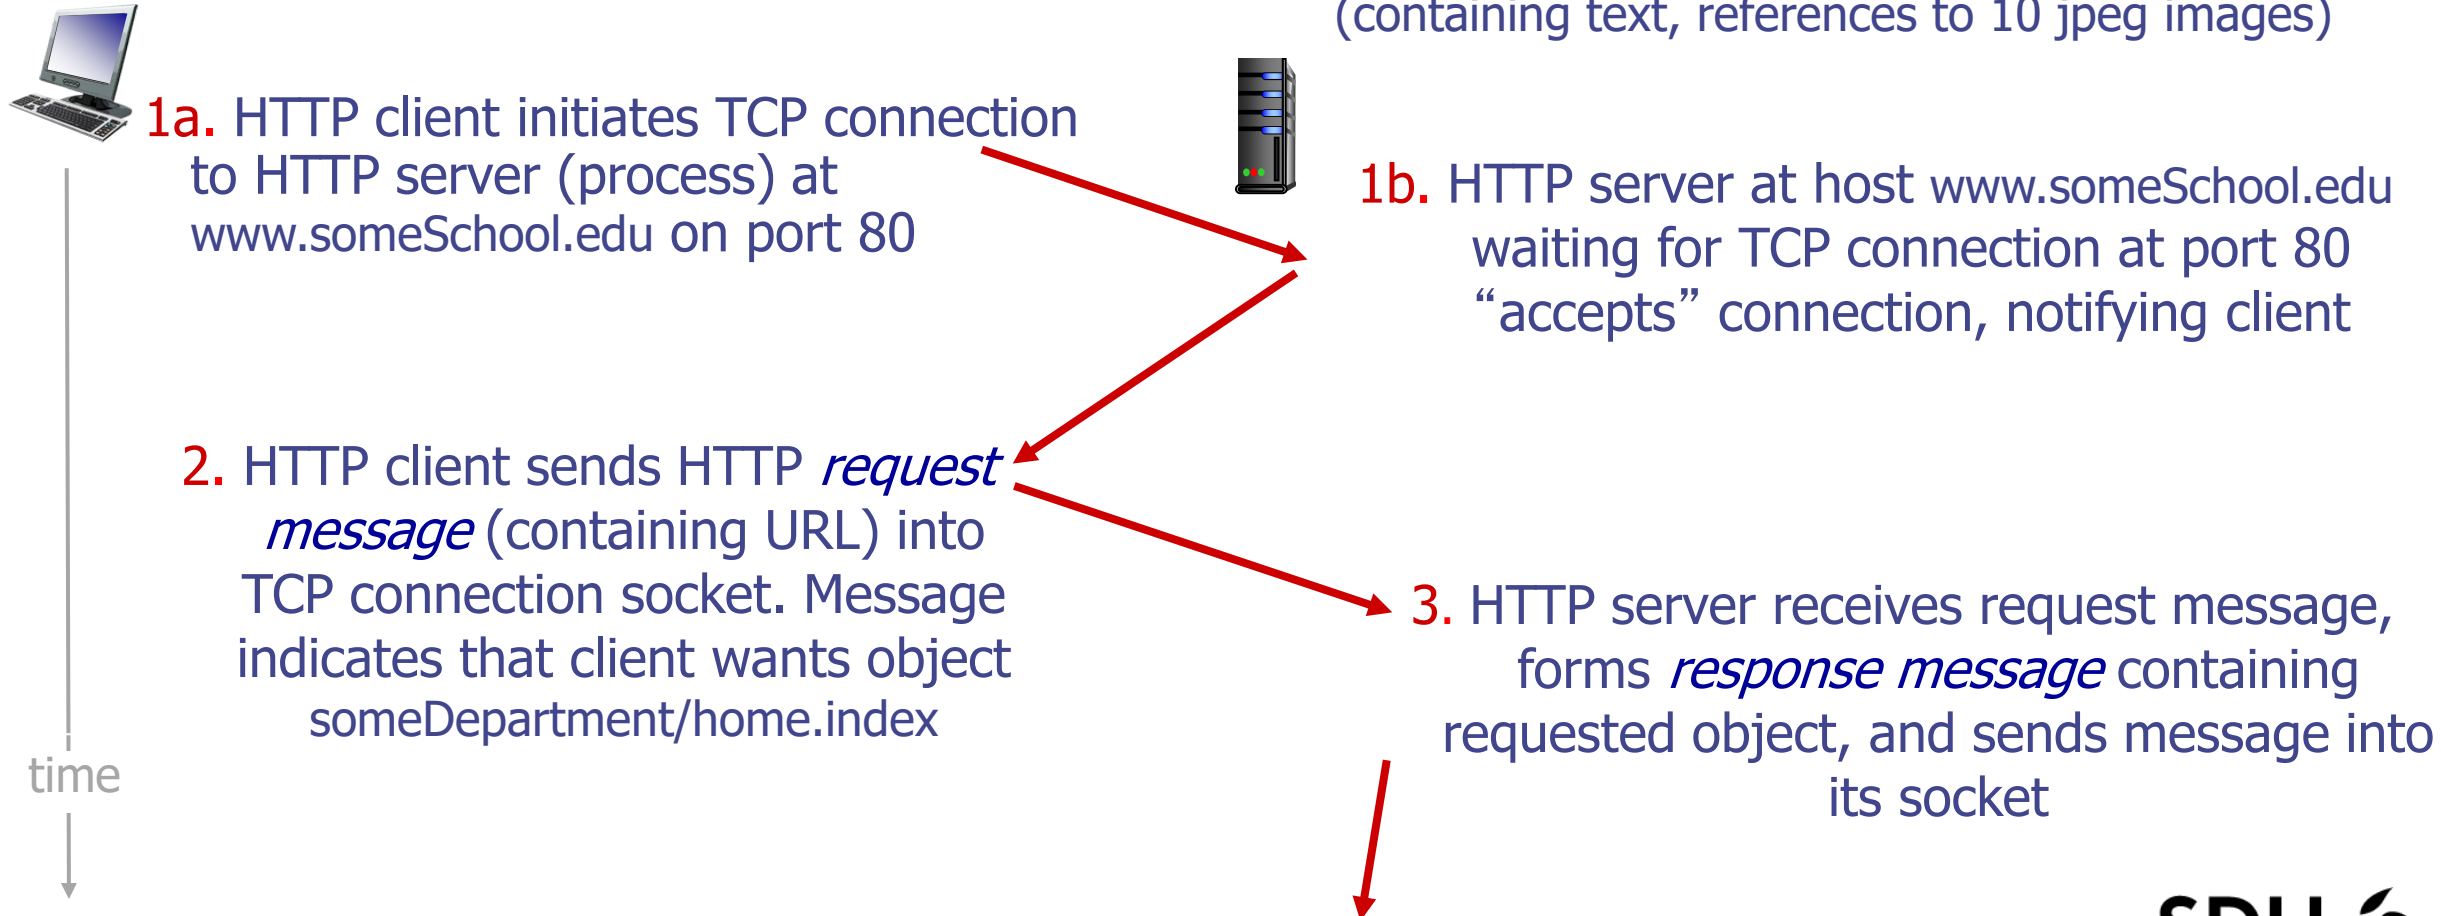 (containing text, references to 10 jpeg images)
1a. HTTP client initiates TCP connection
to HTTP server (process) at
www.someSchool.edu on port 80
1b. HTTP server at host www.someSchool.edu
waiting for TCP connection at port 80
“accepts” connection, notifying client
2. HTTP client sends HTTP request
message (containing URL) into
TCP connection socket. Message
indicates that client wants object
someDepartment/home.index
3. HTTP server receives request message,
forms response message containing
requested object, and sends message into
its socket
time
SDU